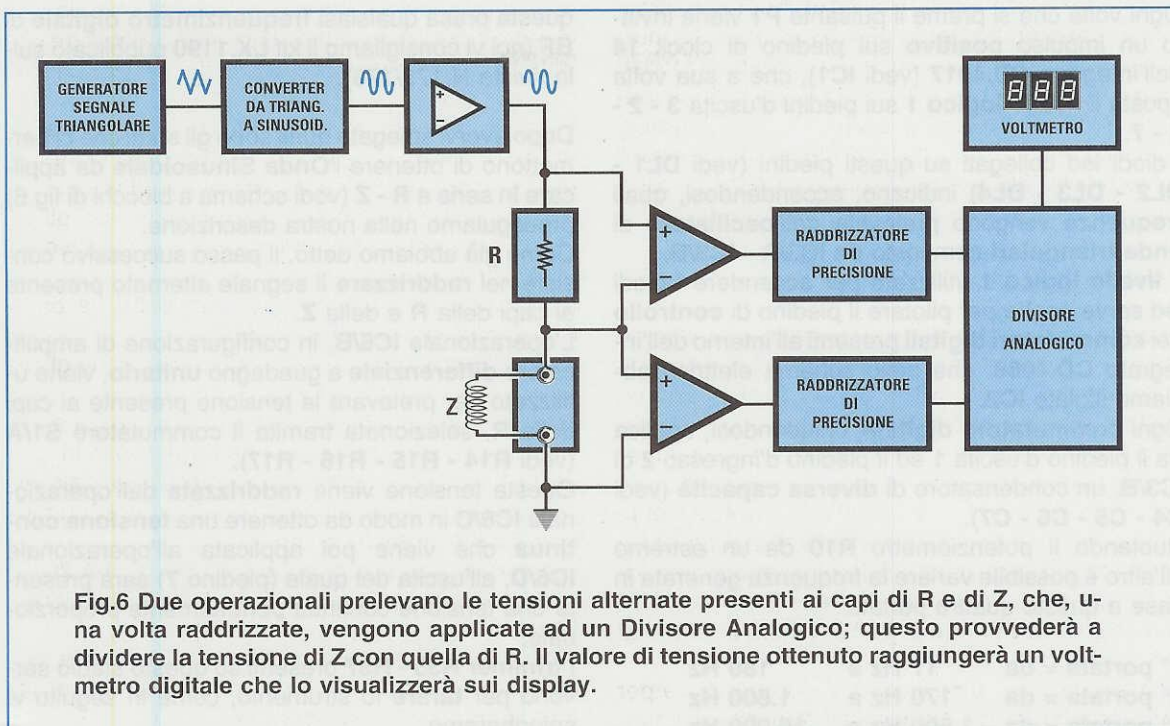 GENERATORE
SEGNALE
TRIANGOLARE
CONVERTER
DA TRIANG.
A SINUSOID.
+
−
888
VOLTMETRO
R
+
−
RADDRIZZATORE
DI
PRECISIONE
DIVISORE
ANALOGICO
Z
+
−
RADDRIZZATORE
DI
PRECISIONE
Fig.6 Due operazionali prelevano le tensioni alternate presenti ai capi di R e di Z, che, u-
na volta raddrizzate, vengono applicate ad un Divisore Analogico; questo provvederà a
dividere la tensione di Z con quella di R. Il valore di tensione ottenuto raggiungerà un volt-
metro digitale che lo visualizzerà sui display.